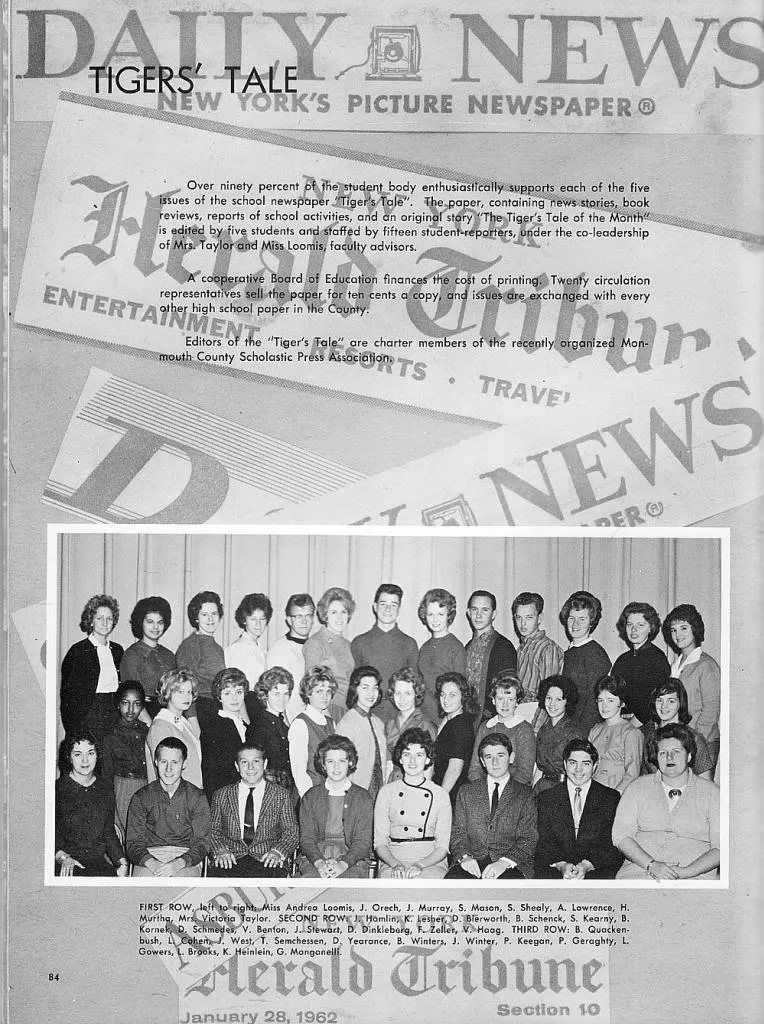 DAILY NEWS
TIGERS' TALE
NEW YORK'S PICTURE NEWSPAPER®
Over ninety percent of the student body enthusiastically supports each of the five
issues of the school newspaper "Tiger's Tale". The paper, containing news stories, book
reviews, reports of school activities, and an original story "The Tiger's Tale of the Month"
is edited by five students and staffed by fifteen student-reporters, under the co-leadership
of Mrs. Taylor and Miss Loomis, faculty advisors.
NEW YORK
Herald Tribun
A cooperative Board of Education finances the cost of printing. Twenty circulation
representatives sell the paper for ten cents a copy, and issues are exchanged with every
other high school paper in the County.
ENTERTAINMENT · RESORTS · TRAVEL
Editors of the "Tiger's Tale" are charter members of the recently organized Mon-
mouth County Scholastic Press Association.
D
NEWS
PER®
FIRST ROW, left to right: Miss Andrea Loomis, J. Orech, J. Murray, S. Mason, S. Shealy, A. Lawrence, H.
Murtha, Mrs. Victoria Taylor. SECOND ROW: J. Hamlin, K. Lesher, D. Bierworth, B. Schenck, S. Kearny, B.
Kornek, D. Schmedes, V. Benton, J. Stewart, D. Dinkleborg, F. Zeller, V. Haag. THIRD ROW: B. Quacken-
bush, L. Cohen, J. West, T. Semchessen, D. Yearance, B. Winters, J. Winter, P. Keegan, P. Geraghty, L.
Gowers, L. Brooks, K. Heinlein, G. Manganelli.
84
Herald Tribune
January 28, 1962 Section 10